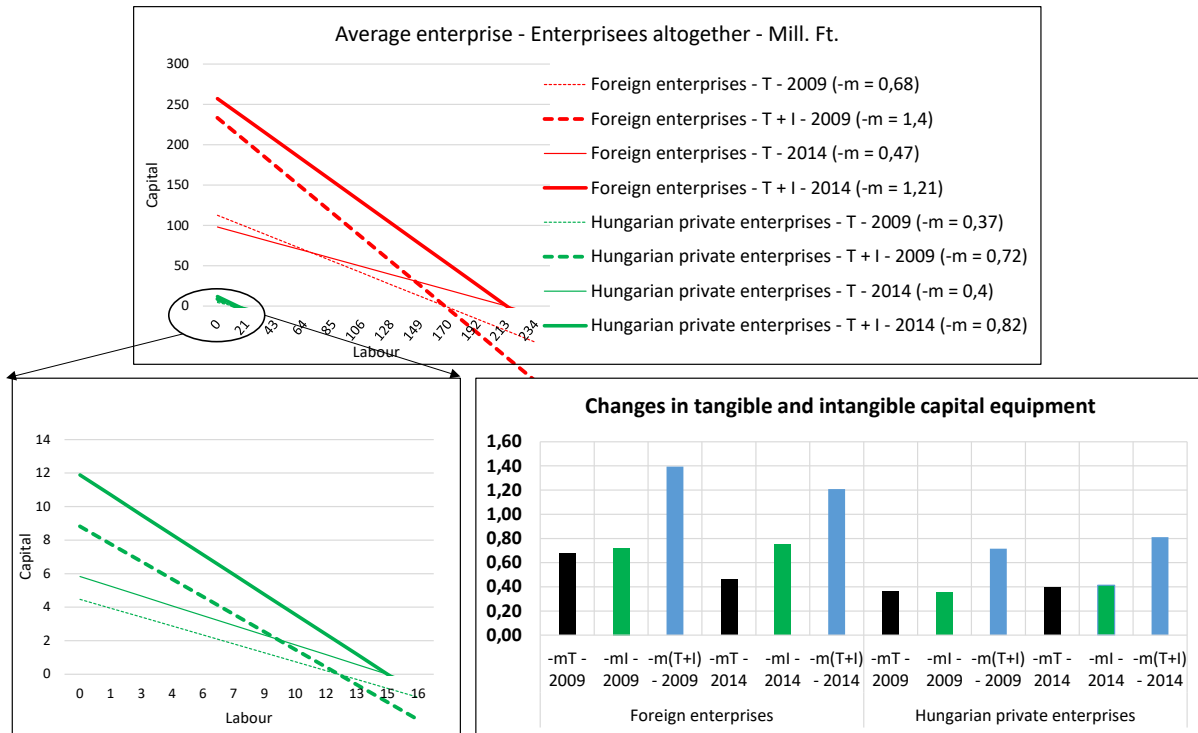 Average enterprise - Enterprisees altogether - Mill. Ft.
300
250
200
150
100
50
0
Capital
0 21 43 64 85 106 128 149 170 192 213 234
Labour
Foreign enterprises - T - 2009 (-m = 0,68)
Foreign enterprises - T + I - 2009 (-m = 1,4)
Foreign enterprises - T - 2014 (-m = 0,47)
Foreign enterprises - T + I - 2014 (-m = 1,21)
Hungarian private enterprises - T - 2009 (-m = 0,37)
Hungarian private enterprises - T + I - 2009 (-m = 0,72)
Hungarian private enterprises - T - 2014 (-m = 0,4)
Hungarian private enterprises - T + I - 2014 (-m = 0,82)
14
12
10
8
6
4
2
0
Capital
0 1 3 4 6 7 9 10 12 13 15 16
Labour
Changes in tangible and intangible capital equipment
1,60
1,40
1,20
1,00
0,80
0,60
0,40
0,20
0,00
-mT - -mI - -m(T+I) -mT - -mI - -m(T+I) -mT - -mI - -m(T+I) -mT - -mI - -m(T+I)
2009 2009 - 2009 2014 2014 - 2014 2009 2009 - 2009 2014 2014 - 2014
Foreign enterprises Hungarian private enterprises